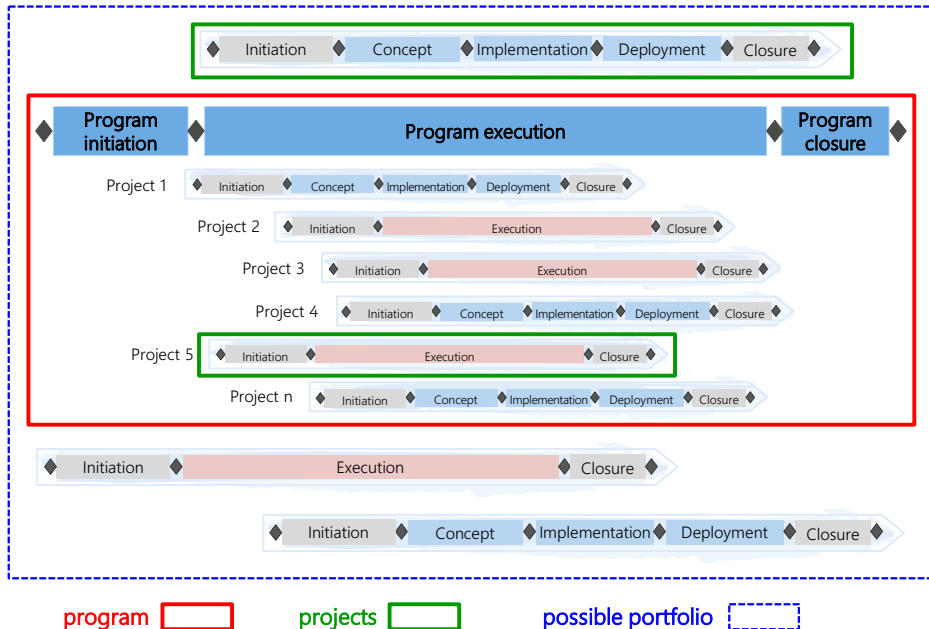 Initiation Concept Implementation Deployment Closure
Program initiation Program execution Program closure
Project 1 Initiation Concept Implementation Deployment Closure
Project 2 Initiation Execution Closure
Project 3 Initiation Execution Closure
Project 4 Initiation Concept Implementation Deployment Closure
Project 5 Initiation Execution Closure
Project n Initiation Concept Implementation Deployment Closure
Initiation Execution Closure
Initiation Concept Implementation Deployment Closure
program projects possible portfolio